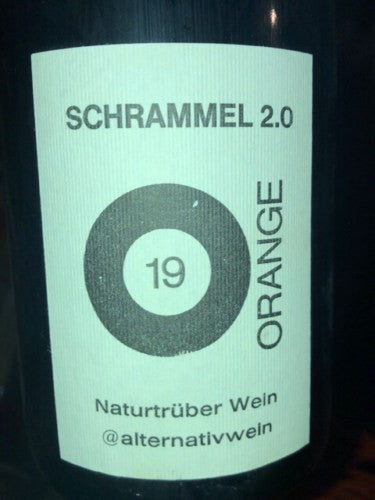 SCHRAMMEL 2.0
19
ORANGE
Naturtrüber Wein
@alternativwein